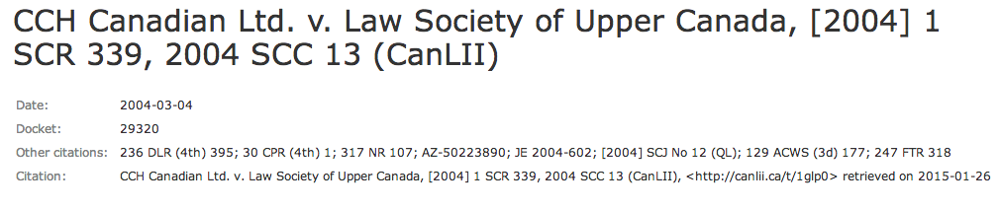 CCH Canadian Ltd. v. Law Society of Upper Canada, [2004] 1
SCR 339, 2004 SCC 13 (CanLII)
Date: 2004-03-04
Docket: 29320
Other citations: 236 DLR (4th) 395; 30 CPR (4th) 1; 317 NR 107; AZ-50223890; JE 2004-602; [2004] SCJ No 12 (QL); 129 ACWS (3d) 177; 247 FTR 318
Citation: CCH Canadian Ltd. v. Law Society of Upper Canada, [2004] 1 SCR 339, 2004 SCC 13 (CanLII), <http://canlii.ca/t/1glp0> retrieved on 2015-01-26